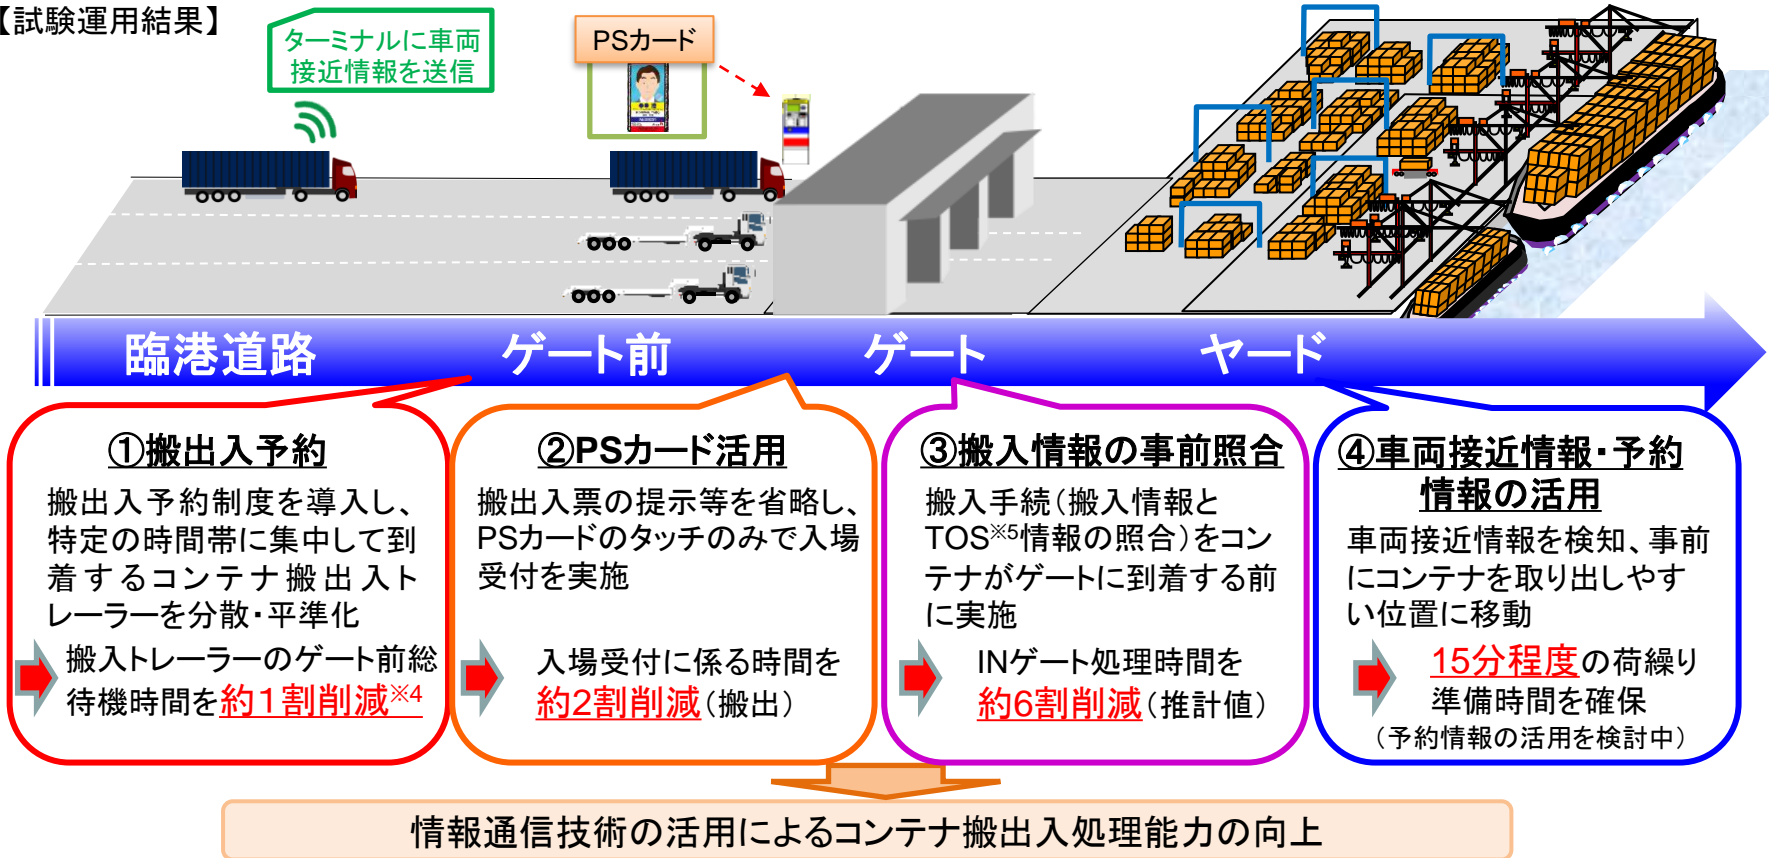 【試験運用結果】
ターミナルに車両
接近情報を送信
PSカード
臨港道路
ゲート前
ゲート
ヤード
①搬出入予約
搬出入予約制度を導入し、
特定の時間帯に集中して到
着するコンテナ搬出入ト
レーラーを分散・平準化
搬入トレーラーのゲート前総
待機時間を約1割削減※4
②PSカード活用
搬出入票の提示等を省略し、
PSカードのタッチのみで入場
受付を実施
入場受付に係る時間を
約2割削減(搬出)
③搬入情報の事前照合
搬入手続(搬入情報と
TOS※5情報の照合)をコン
テナがゲートに到着する前
に実施
INゲート処理時間を
約6割削減(推計値)
④車両接近情報・予約
情報の活用
車両接近情報を検知、事前
にコンテナを取り出しやす
い位置に移動
15分程度の荷繰り
準備時間を確保
(予約情報の活用を検討中)
情報通信技術の活用によるコンテナ搬出入処理能力の向上